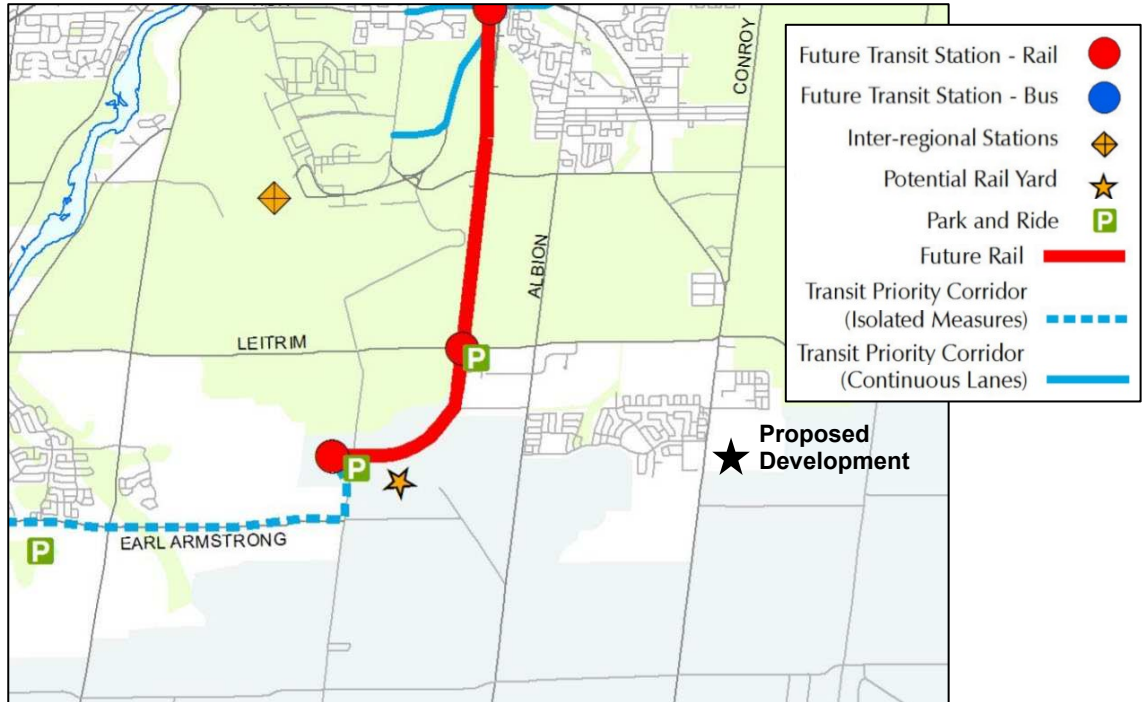 CONROY
ALBION
LEITRIM
P
P
EARL ARMSTRONG
P
Proposed
Development
Future Transit Station - Rail
Future Transit Station - Bus
Inter-regional Stations
Potential Rail Yard
Park and Ride P
Future Rail
Transit Priority Corridor
(Isolated Measures)
Transit Priority Corridor
(Continuous Lanes)